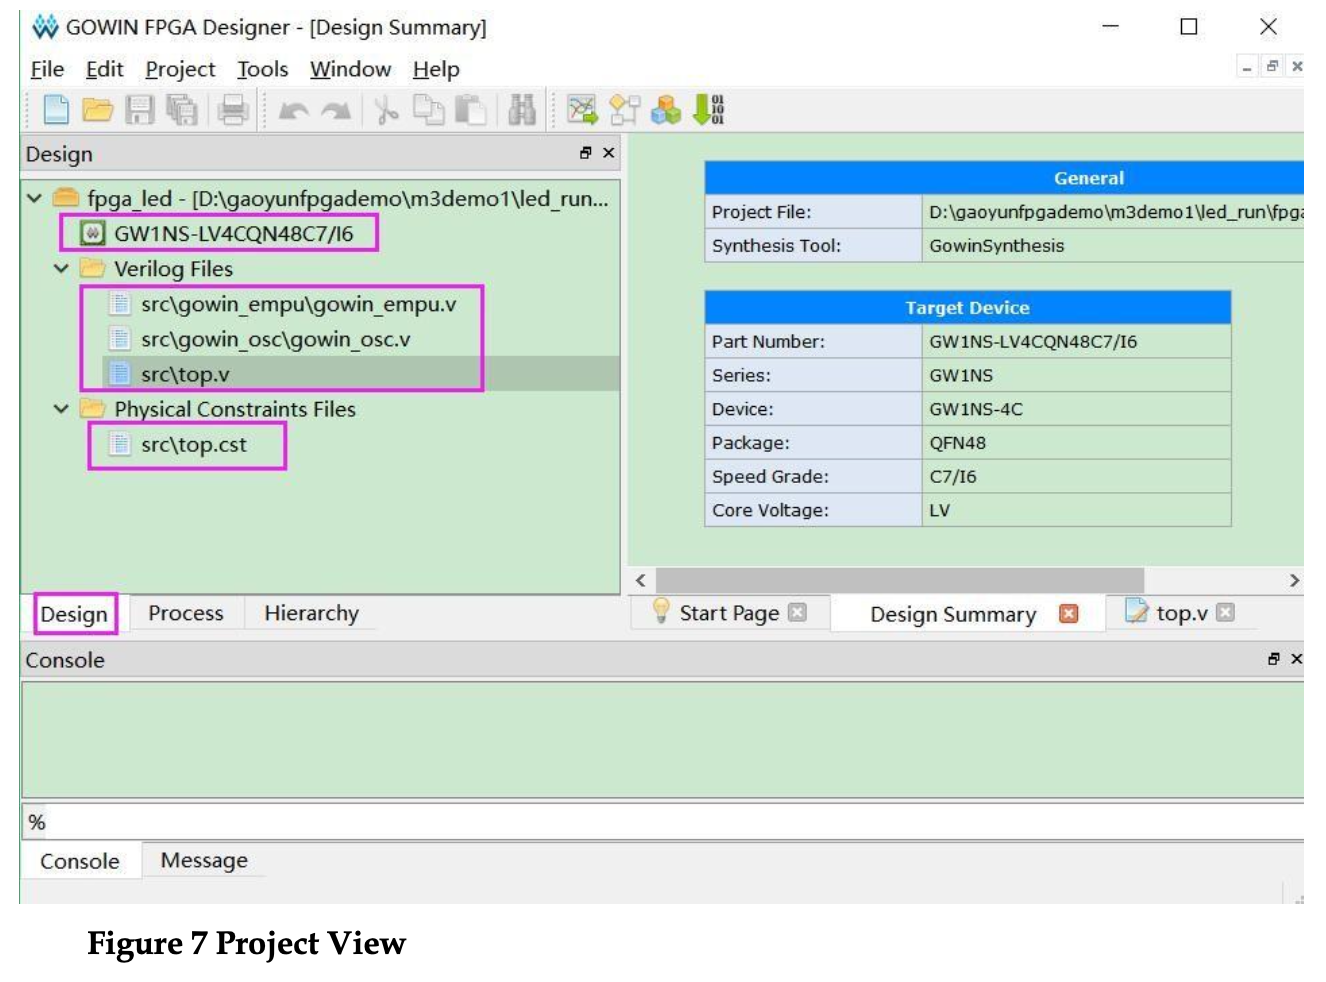 GOWIN FPGA Designer - [Design Summary]
File Edit Project Tools Window Help
Design
fpga_led - [D:\gaoyunfpgademo\m3demo1\led_run...
GW1NS-LV4CQN48C7/I6
Verilog Files
src\gowin_empu\gowin_empu.v
src\gowin_osc\gowin_osc.v
src\top.v
Physical Constraints Files
src\top.cst
Design Process Hierarchy
General
Project File: D:\gaoyunfpgademo\m3demo1\led_run\fpga
Synthesis Tool: GowinSynthesis
Target Device
Part Number: GW1NS-LV4CQN48C7/I6
Series: GW1NS
Device: GW1NS-4C
Package: QFN48
Speed Grade: C7/I6
Core Voltage: LV
Start Page Design Summary top.v
Console
%
Console Message
Figure 7 Project View